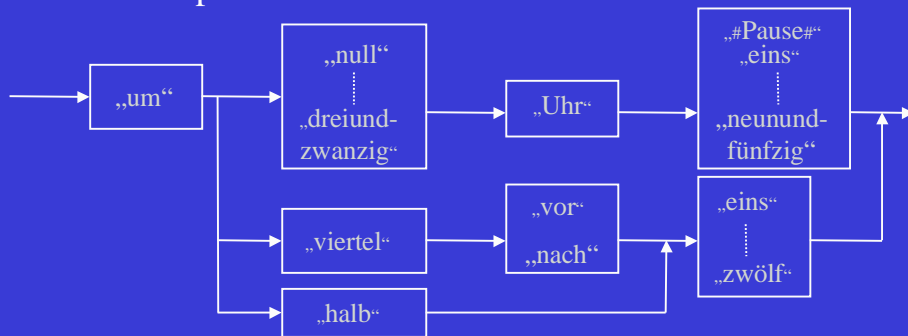 „um“
„null“
„dreiund-
zwanzig“
„Uhr“
„#Pause#“
„eins“
„neunund-
fünfzig“
„viertel“
„vor“
„nach“
„eins“
„zwölf“
„halb“